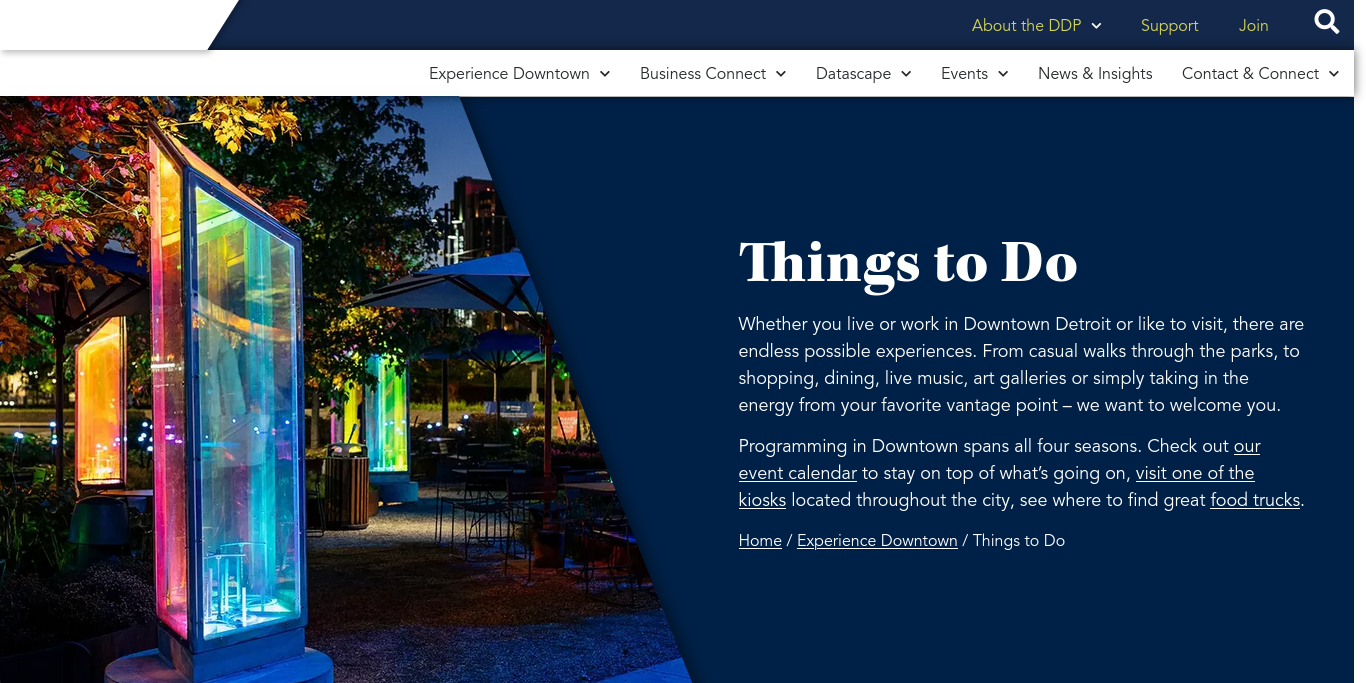 About the DDP
Support
Join
Experience Downtown
Business Connect
Datascape
Events
News & Insights
Contact & Connect
Things to Do
Whether you live or work in Downtown Detroit or like to visit, there are
endless possible experiences. From casual walks through the parks, to
shopping, dining, live music, art galleries or simply taking in the
energy from your favorite vantage point – we want to welcome you.
Programming in Downtown spans all four seasons. Check out our
event calendar to stay on top of what’s going on, visit one of the
kiosks located throughout the city, see where to find great food trucks.
Home / Experience Downtown / Things to Do